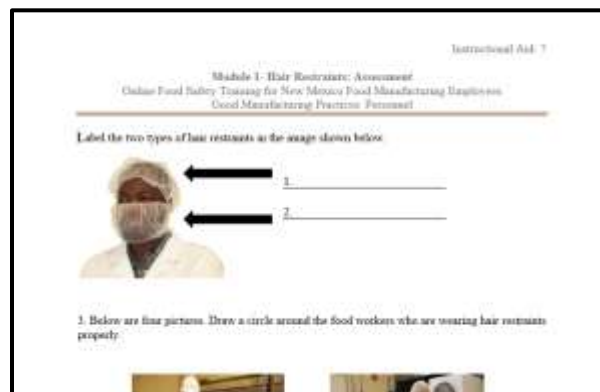 Instructional Aid 7
Module 1- Hair Restraints: Assessment
Online Food Safety Training for New Mexico Food Manufacturing Employees
Good Manufacturing Practices: Personnel
Label the two types of hair restraints in the image shown below.
1.
2.
3. Below are four pictures. Draw a circle around the food workers who are wearing hair restraints
properly.